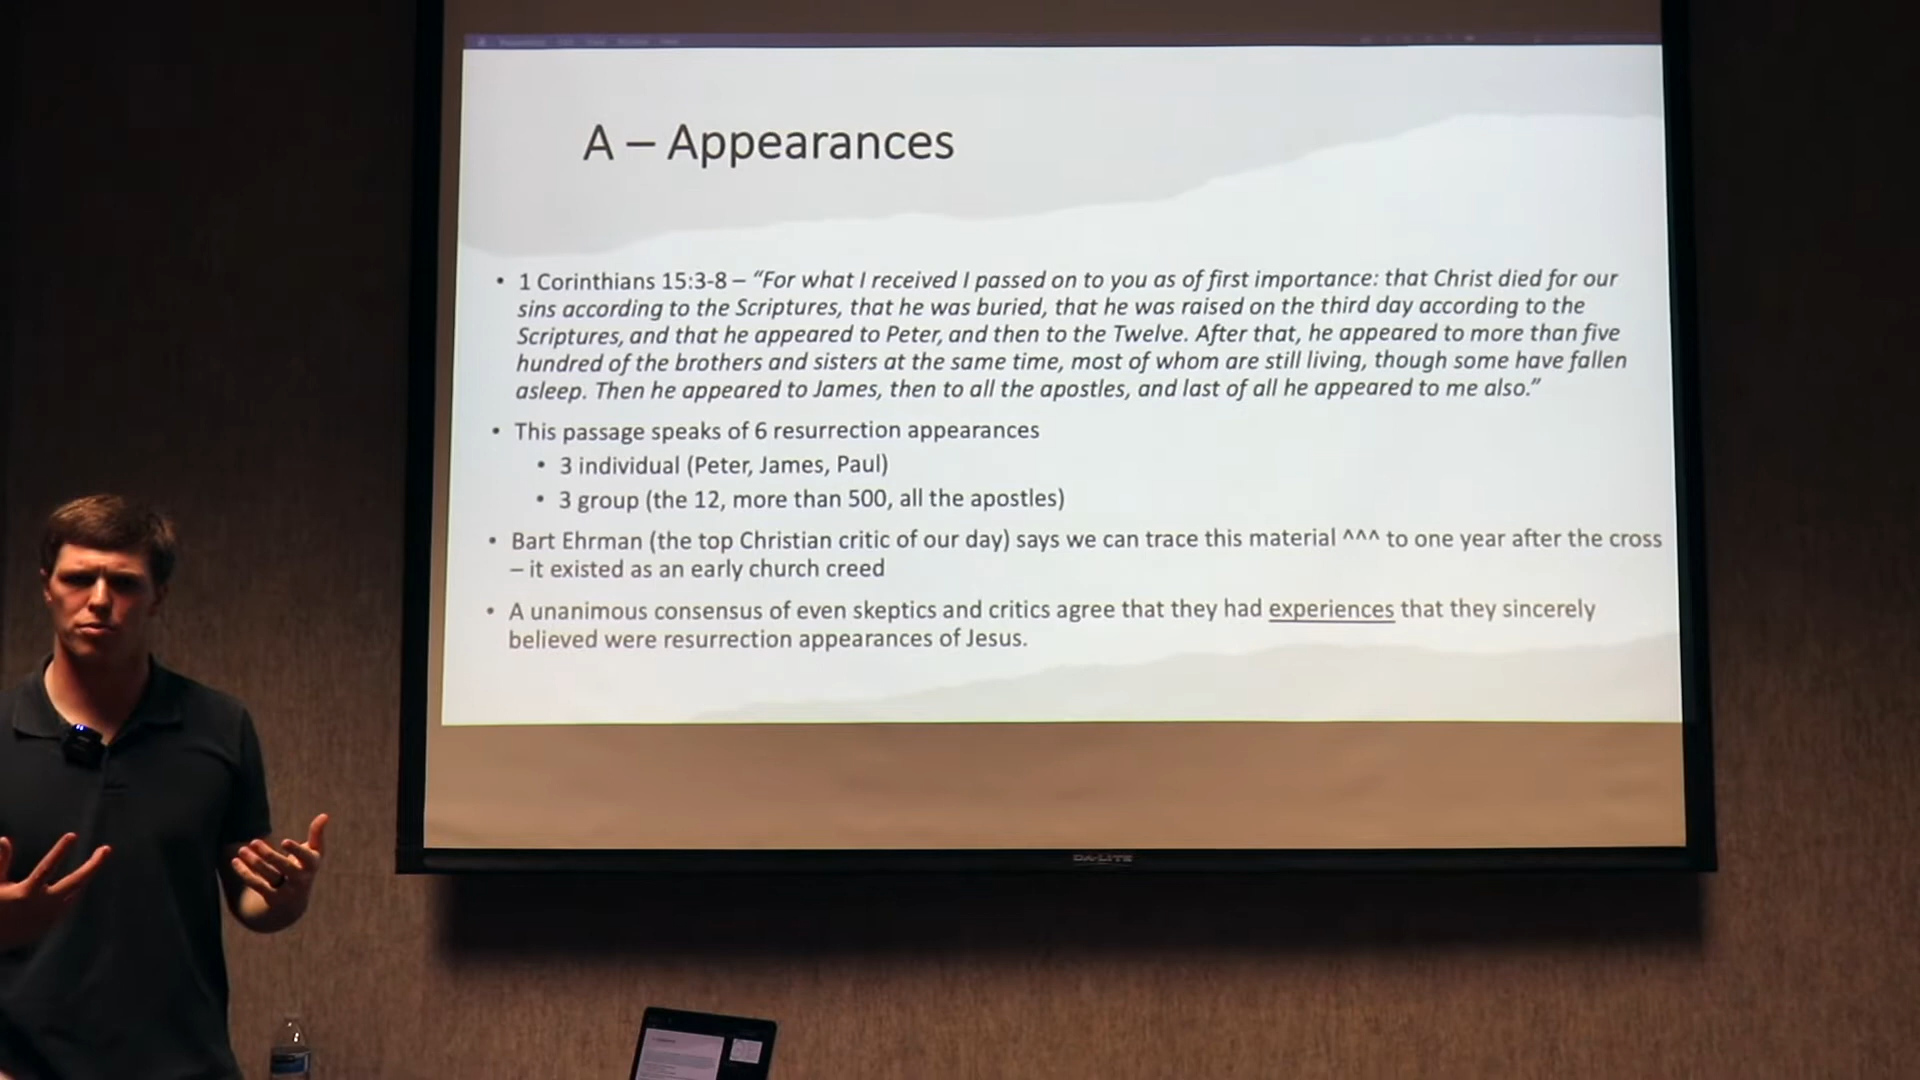 A – Appearances
• 1 Corinthians 15:3-8 – “For what I received I passed on to you as of first importance: that Christ died for our
sins according to the Scriptures, that he was buried, that he was raised on the third day according to the
Scriptures, and that he appeared to Peter, and then to the Twelve. After that, he appeared to more than five
hundred of the brothers and sisters at the same time, most of whom are still living, though some have fallen
asleep. Then he appeared to James, then to all the apostles, and last of all he appeared to me also.”
• This passage speaks of 6 resurrection appearances
• 3 individual (Peter, James, Paul)
• 3 group (the 12, more than 500, all the apostles)
• Bart Ehrman (the top Christian critic of our day) says we can trace this material ^^^ to one year after the cross
– it existed as an early church creed
• A unanimous consensus of even skeptics and critics agree that they had experiences that they sincerely
believed were resurrection appearances of Jesus.
DA-LITE